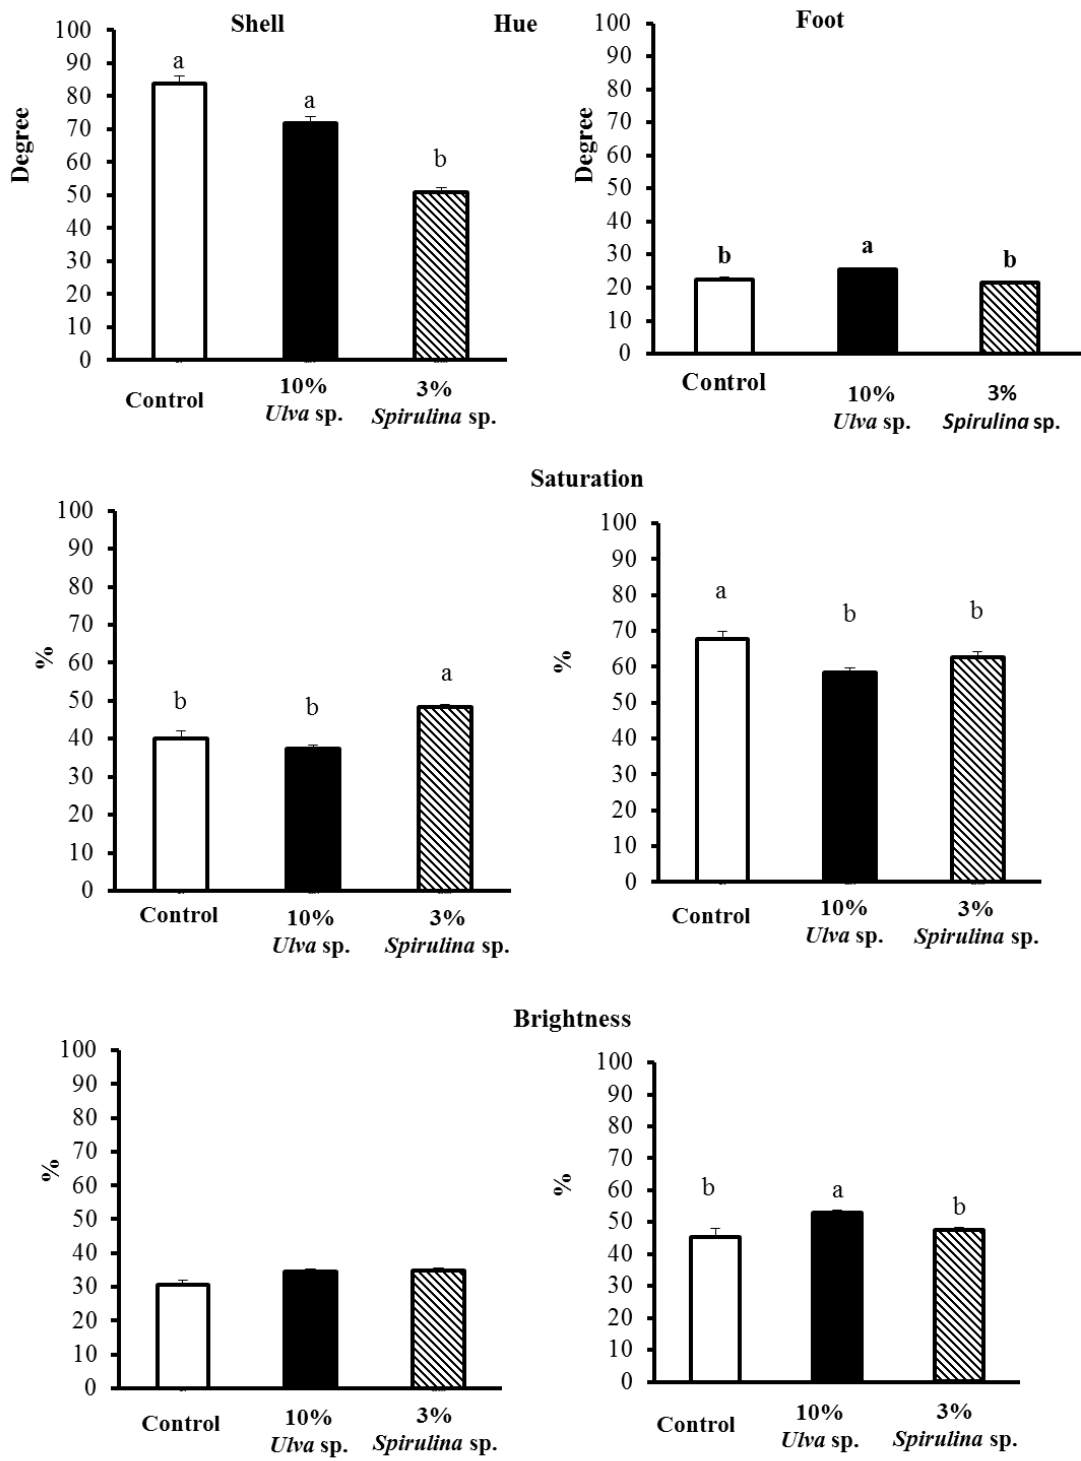 Shell Hue Foot
100
90
80
70
60
50
40
30
20
10
0
Degree
a
a
b
Control
10%
Ulva sp.
3%
Spirulina sp.
100
90
80
70
60
50
40
30
20
10
0
Degree
b
a
b
Control
10%
Ulva sp.
3%
Spirulina sp.
Saturation
100
90
80
70
60
50
40
30
20
10
0
%
b
b
a
Control
10%
Ulva sp.
3%
Spirulina sp.
100
90
80
70
60
50
40
30
20
10
0
%
a
b
b
Control
10%
Ulva sp.
3%
Spirulina sp.
Brightness
100
90
80
70
60
50
40
30
20
10
0
%
Control
10%
Ulva sp.
3%
Spirulina sp.
100
90
80
70
60
50
40
30
20
10
0
%
b
a
b
Control
10%
Ulva sp.
3%
Spirulina sp.